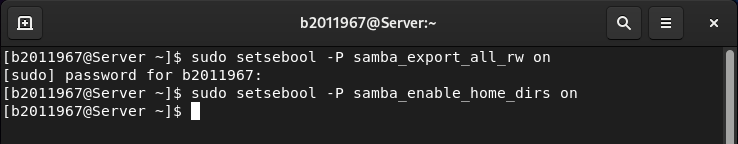 b2011967@Server:~
[b2011967@Server ~]$ sudo setsebool -P samba_export_all_rw on
[sudo] password for b2011967:
[b2011967@Server ~]$ sudo setsebool -P samba_enable_home_dirs on
[b2011967@Server ~]$